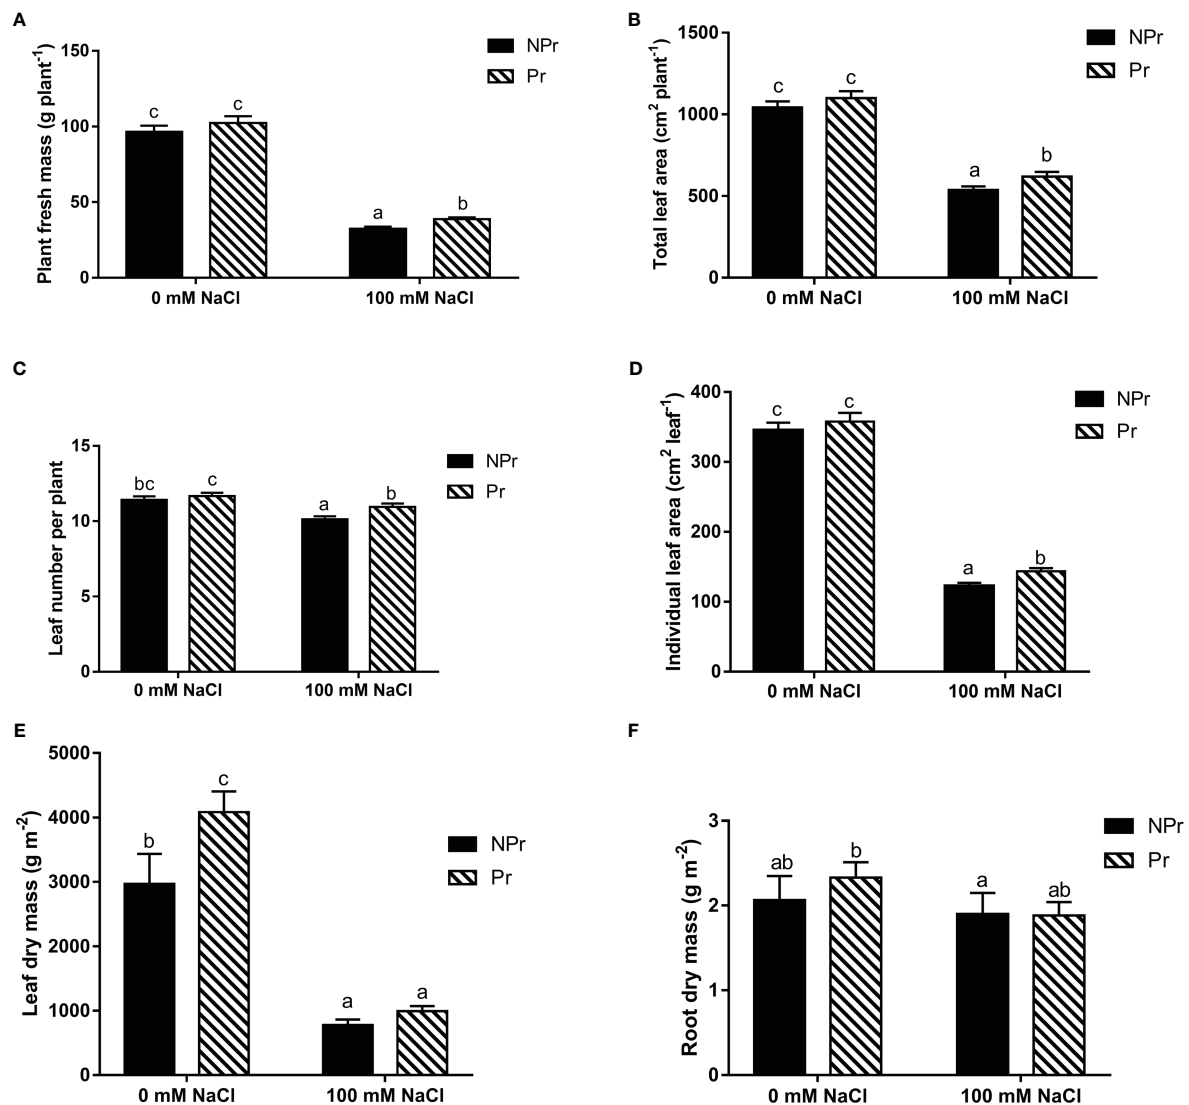 A
Plant fresh mass (g plant-1)
150
100
50
0
c
c
a
b
0 mM NaCl
100 mM NaCl
NPr
Pr
B
Total leaf area (cm2 plant-1)
1500
1000
500
0
c
c
a
b
0 mM NaCl
100 mM NaCl
NPr
Pr
C
Leaf number per plant
15
10
5
0
bc
c
a
b
0 mM NaCl
100 mM NaCl
NPr
Pr
D
Individual leaf area (cm2 leaf-1)
400
300
200
100
0
c
c
a
b
0 mM NaCl
100 mM NaCl
NPr
Pr
E
Leaf dry mass (g m-2)
5000
4000
3000
2000
1000
0
b
c
a
a
0 mM NaCl
100 mM NaCl
NPr
Pr
F
Root dry mass (g m-2)
3
2
1
0
ab
b
a
ab
0 mM NaCl
100 mM NaCl
NPr
Pr